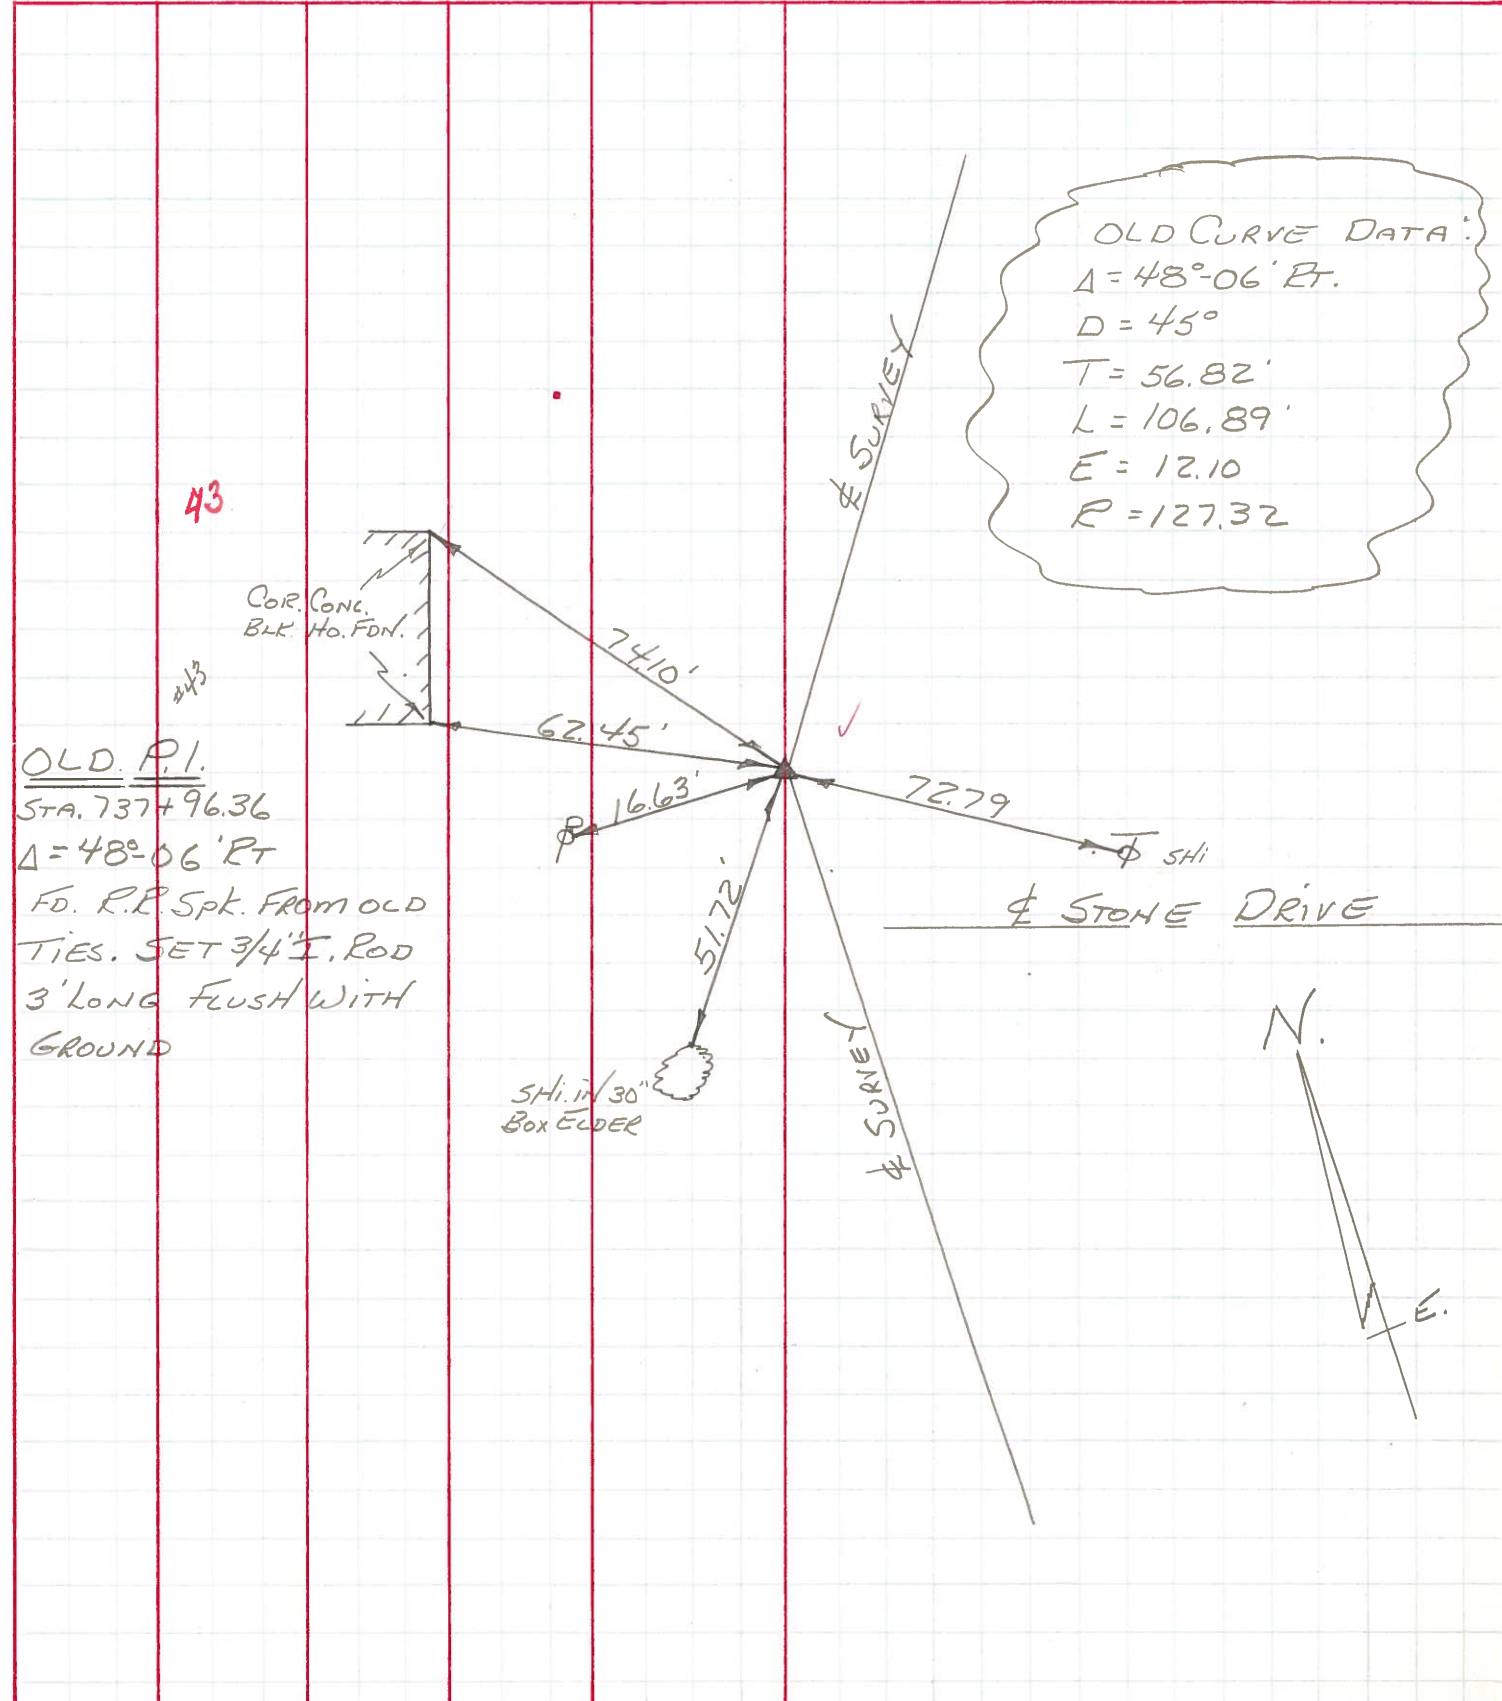 OLD CURVE DATA:
Δ = 48°-06' RT.
D = 45°
T = 56.82'
L = 106.89'
E = 12.10
R = 127.32
℄ SURVEY
43
COR. CONC.
BLK. HO. FDN.
#43
74.10'
62.45'
OLD P.I.
STA. 737+96.36
Δ = 48°-06' RT
FD. R.R. SPK. FROM OLD
TIES. SET 3/4" I. ROD
3' LONG FLUSH WITH
GROUND
16.63'
P
72.79
T SHI
51.72'
℄ STONE DRIVE
SHI. IN 30"
BOX ELDER
℄ SURVEY
N.
E.